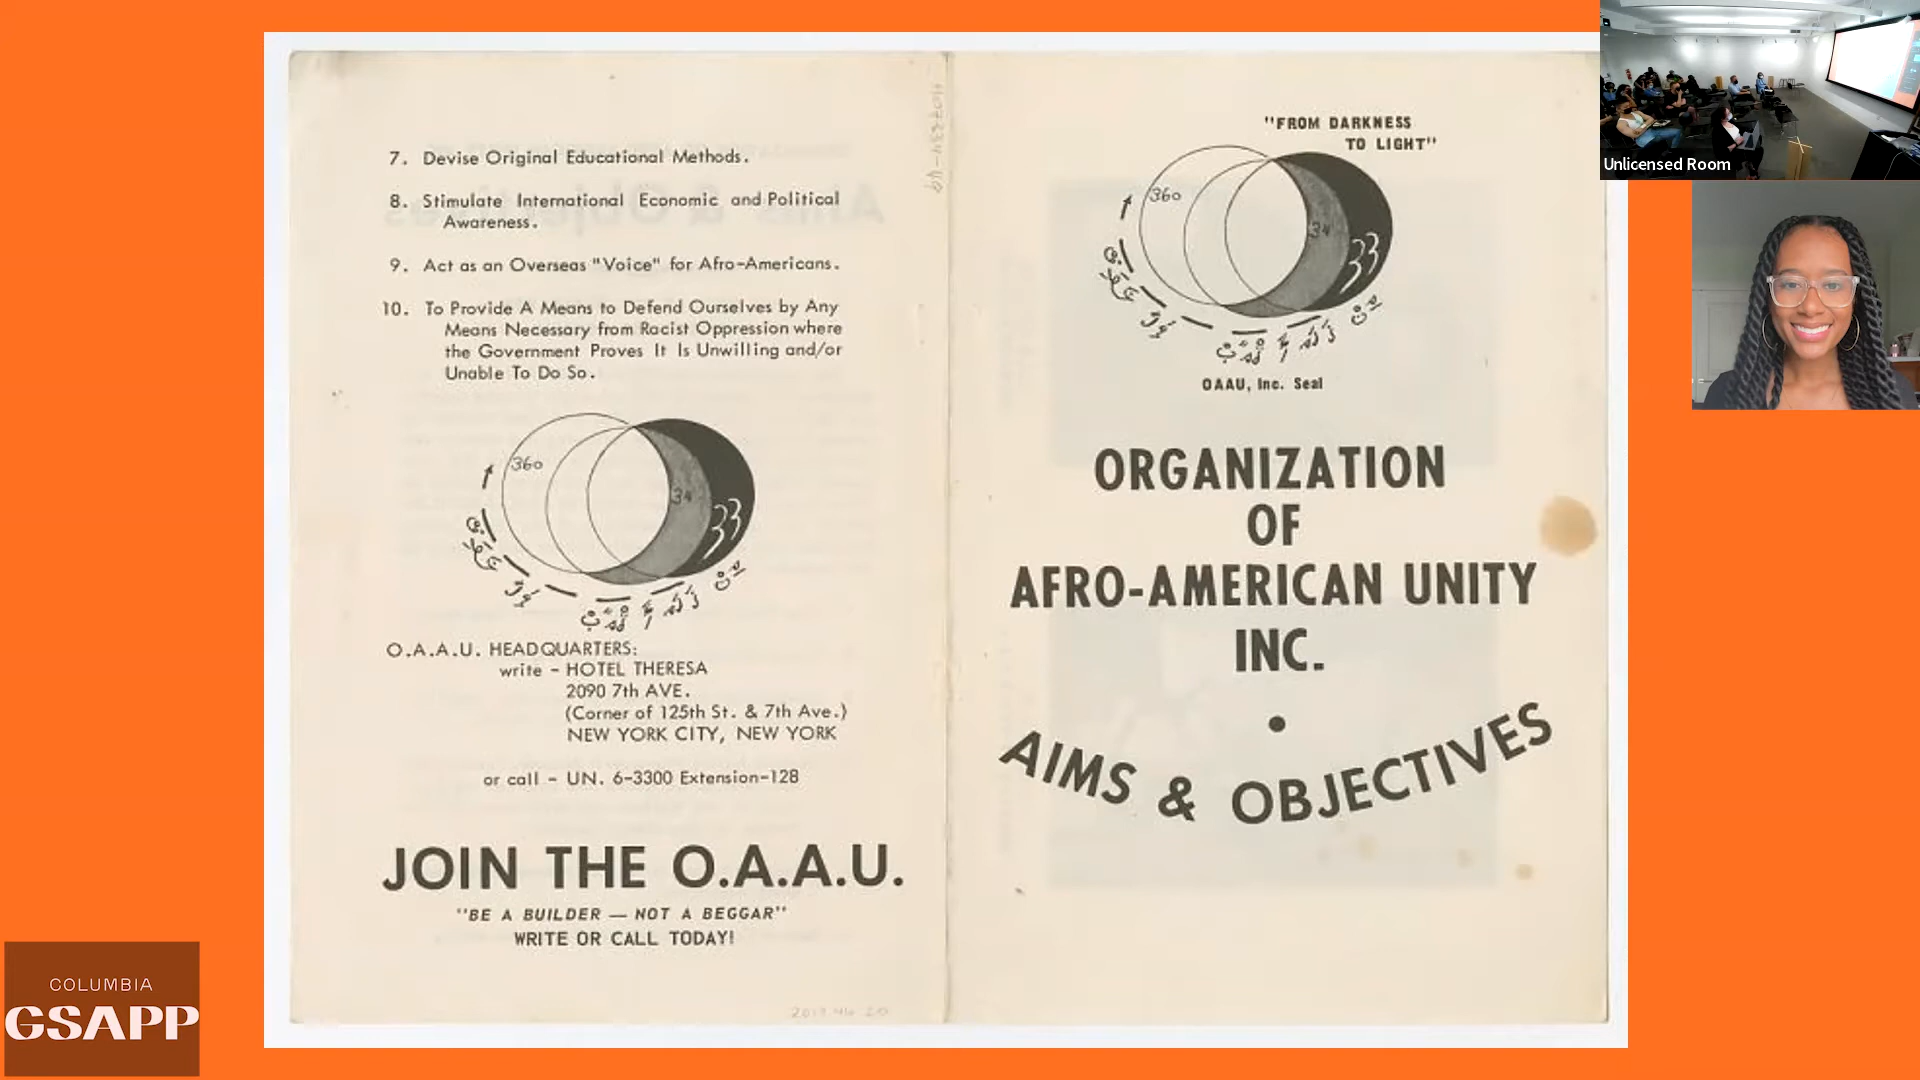 7. Devise Original Educational Methods.
8. Stimulate International Economic and Political
Awareness.
9. Act as an Overseas "Voice" for Afro-Americans.
10. To Provide A Means to Defend Ourselves by Any
Means Necessary from Racist Oppression where
the Government Proves It Is Unwilling and/or
Unable To Do So.
360
34
33
O.A.A.U. HEADQUARTERS:
write - HOTEL THERESA
2090 7th AVE.
(Corner of 125th St. & 7th Ave.)
NEW YORK CITY, NEW YORK
or call - UN. 6-3300 Extension-128
JOIN THE O.A.A.U.
"BE A BUILDER — NOT A BEGGAR"
WRITE OR CALL TODAY!
"FROM DARKNESS
TO LIGHT"
360
34
33
OAAU, Inc. Seal
ORGANIZATION
OF
AFRO-AMERICAN UNITY
INC.
•
AIMS & OBJECTIVES
Unlicensed Room
COLUMBIA
GSAPP